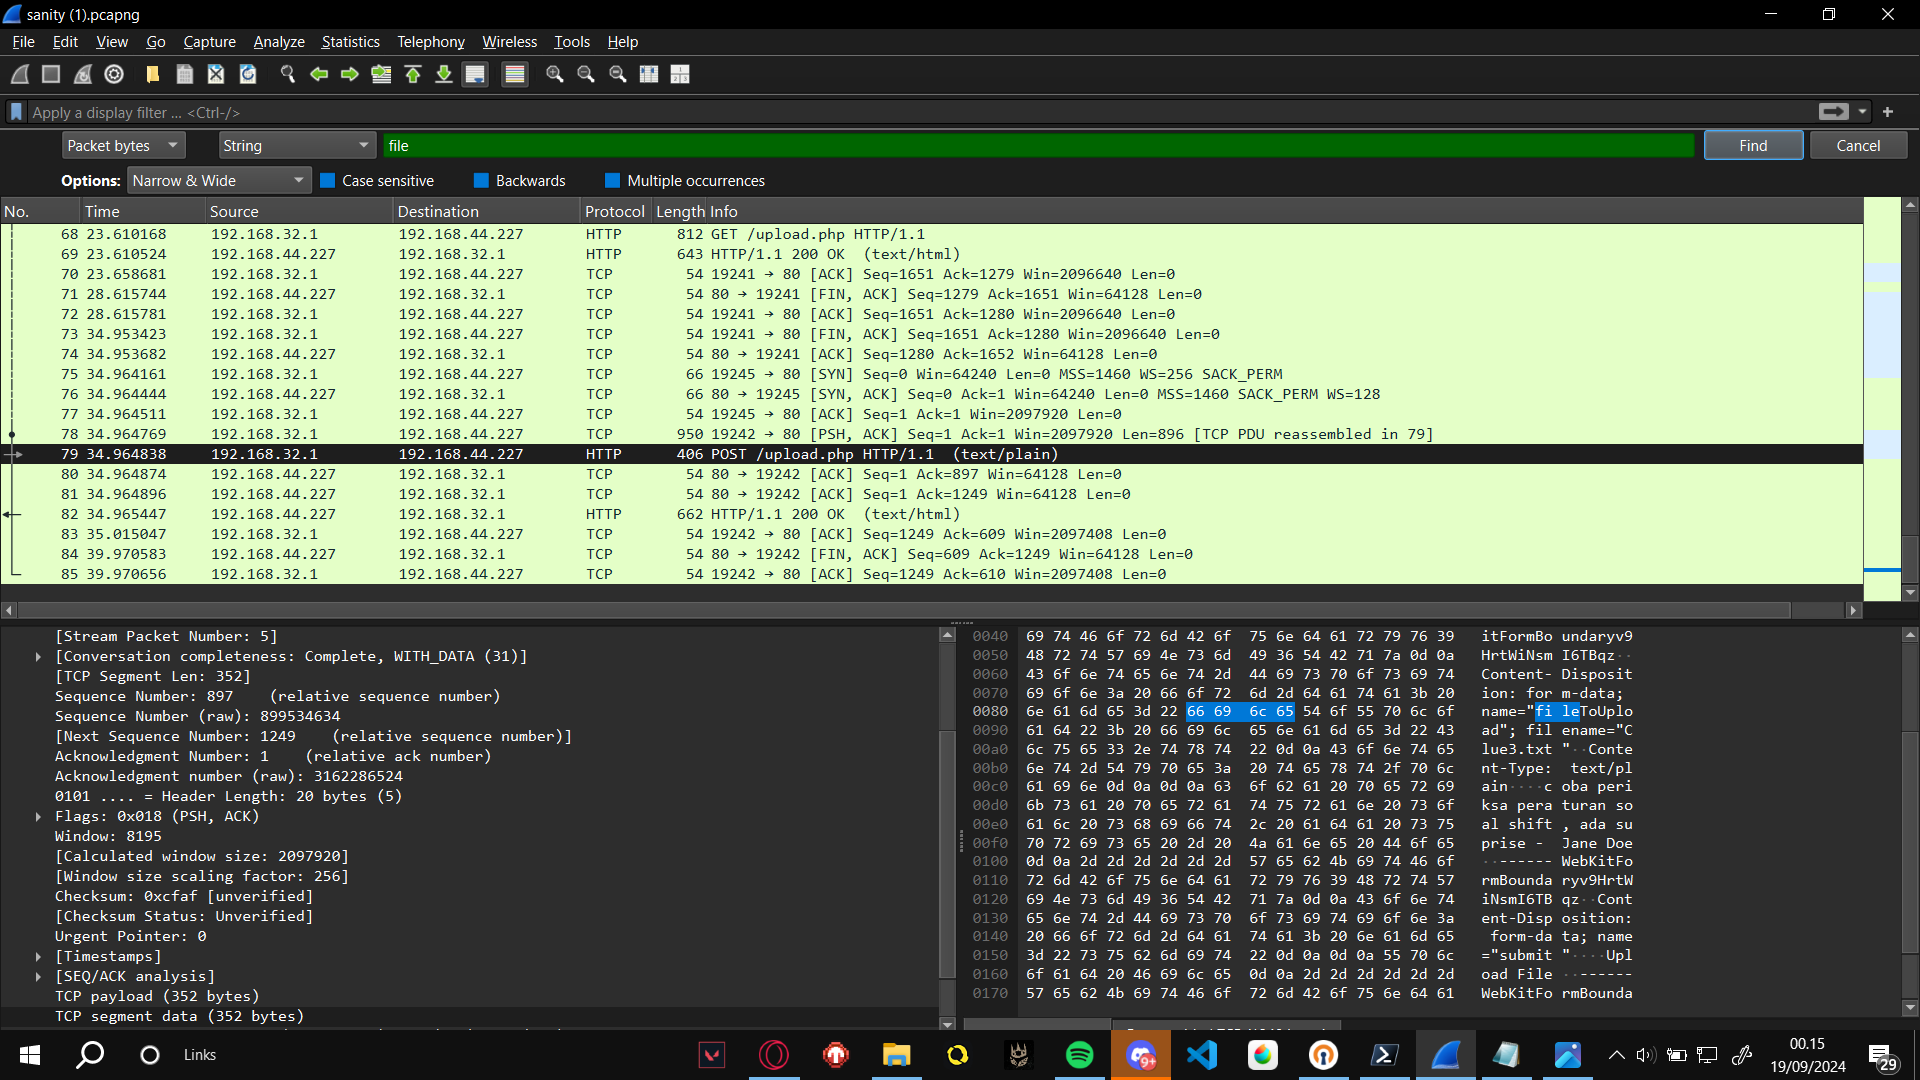 sanity (1).pcapng
File Edit View Go Capture Analyze Statistics Telephony Wireless Tools Help
Apply a display filter ... <Ctrl-/>
Packet bytes String file Find Cancel
Options: Narrow & Wide Case sensitive Backwards Multiple occurrences
No. Time Source Destination Protocol Length Info
68 23.610168 192.168.32.1 192.168.44.227 HTTP 812 GET /upload.php HTTP/1.1
69 23.610524 192.168.44.227 192.168.32.1 HTTP 643 HTTP/1.1 200 OK (text/html)
70 23.658681 192.168.32.1 192.168.44.227 TCP 54 19241 → 80 [ACK] Seq=1651 Ack=1279 Win=2096640 Len=0
71 28.615744 192.168.44.227 192.168.32.1 TCP 54 80 → 19241 [FIN, ACK] Seq=1279 Ack=1651 Win=64128 Len=0
72 28.615781 192.168.32.1 192.168.44.227 TCP 54 19241 → 80 [ACK] Seq=1651 Ack=1280 Win=2096640 Len=0
73 34.953423 192.168.32.1 192.168.44.227 TCP 54 19241 → 80 [FIN, ACK] Seq=1651 Ack=1280 Win=2096640 Len=0
74 34.953682 192.168.44.227 192.168.32.1 TCP 54 80 → 19241 [ACK] Seq=1280 Ack=1652 Win=64128 Len=0
75 34.964161 192.168.32.1 192.168.44.227 TCP 66 19245 → 80 [SYN] Seq=0 Win=64240 Len=0 MSS=1460 WS=256 SACK_PERM
76 34.964444 192.168.44.227 192.168.32.1 TCP 66 80 → 19245 [SYN, ACK] Seq=0 Ack=1 Win=64240 Len=0 MSS=1460 SACK_PERM WS=128
77 34.964511 192.168.32.1 192.168.44.227 TCP 54 19245 → 80 [ACK] Seq=1 Ack=1 Win=2097920 Len=0
78 34.964769 192.168.32.1 192.168.44.227 TCP 950 19242 → 80 [PSH, ACK] Seq=1 Ack=1 Win=2097920 Len=896 [TCP PDU reassembled in 79]
79 34.964838 192.168.32.1 192.168.44.227 HTTP 406 POST /upload.php HTTP/1.1 (text/plain)
80 34.964874 192.168.44.227 192.168.32.1 TCP 54 80 → 19242 [ACK] Seq=1 Ack=897 Win=64128 Len=0
81 34.964896 192.168.44.227 192.168.32.1 TCP 54 80 → 19242 [ACK] Seq=1 Ack=1249 Win=64128 Len=0
82 34.965447 192.168.44.227 192.168.32.1 HTTP 662 HTTP/1.1 200 OK (text/html)
83 35.015047 192.168.32.1 192.168.44.227 TCP 54 19242 → 80 [ACK] Seq=1249 Ack=609 Win=2097408 Len=0
84 39.970583 192.168.44.227 192.168.32.1 TCP 54 80 → 19242 [FIN, ACK] Seq=609 Ack=1249 Win=64128 Len=0
85 39.970656 192.168.32.1 192.168.44.227 TCP 54 19242 → 80 [ACK] Seq=1249 Ack=610 Win=2097408 Len=0
[Stream Packet Number: 5]
[Conversation completeness: Complete, WITH_DATA (31)]
[TCP Segment Len: 352]
Sequence Number: 897 (relative sequence number)
Sequence Number (raw): 899534634
[Next Sequence Number: 1249 (relative sequence number)]
Acknowledgment Number: 1 (relative ack number)
Acknowledgment number (raw): 3162286524
0101 .... = Header Length: 20 bytes (5)
Flags: 0x018 (PSH, ACK)
Window: 8195
[Calculated window size: 2097920]
[Window size scaling factor: 256]
Checksum: 0xcfaf [unverified]
[Checksum Status: Unverified]
Urgent Pointer: 0
[Timestamps]
[SEQ/ACK analysis]
TCP payload (352 bytes)
TCP segment data (352 bytes)
0040 69 74 46 6f 72 6d 42 6f 75 6e 64 61 72 79 76 39 itFormBo undaryv9
0050 48 72 74 57 69 4e 73 6d 49 36 54 42 71 7a 0d 0a HrtWiNsm I6TBqz··
0060 43 6f 6e 74 65 6e 74 2d 44 69 73 70 6f 73 69 74 Content- Disposit
0070 69 6f 6e 3a 20 66 6f 72 6d 2d 64 61 74 61 3b 20 ion: for m-data;
0080 6e 61 6d 65 3d 22 66 69 6c 65 54 6f 55 70 6c 6f name="fi leToUplo
0090 61 64 22 3b 20 66 69 6c 65 6e 61 6d 65 3d 22 43 ad"; fil ename="C
00a0 6c 75 65 33 2e 74 78 74 22 0d 0a 43 6f 6e 74 65 lue3.txt "··Conte
00b0 6e 74 2d 54 79 70 65 3a 20 74 65 78 74 2f 70 6c nt-Type: text/pl
00c0 61 69 6e 0d 0a 0d 0a 63 6f 62 61 20 70 65 72 69 ain····c oba peri
00d0 6b 73 61 20 70 65 72 61 74 75 72 61 6e 20 73 6f ksa pera turan so
00e0 61 6c 20 73 68 69 66 74 2c 20 61 64 61 20 73 75 al shift , ada su
00f0 70 72 69 73 65 20 2d 20 4a 61 6e 65 20 44 6f 65 prise - Jane Doe
0100 0d 0a 2d 2d 2d 2d 2d 2d 57 65 62 4b 69 74 46 6f ··------ WebKitFo
0110 72 6d 42 6f 75 6e 64 61 72 79 76 39 48 72 74 57 rmBounda ryv9HrtW
0120 69 4e 73 6d 49 36 54 42 71 7a 0d 0a 43 6f 6e 74 iNsmI6TB qz··Cont
0130 65 6e 74 2d 44 69 73 70 6f 73 69 74 69 6f 6e 3a ent-Disp osition:
0140 20 66 6f 72 6d 2d 64 61 74 61 3b 20 6e 61 6d 65 form-da ta; name
0150 3d 22 73 75 62 6d 69 74 22 0d 0a 0d 0a 55 70 6c ="submit "····Upl
0160 6f 61 64 20 46 69 6c 65 0d 0a 2d 2d 2d 2d 2d 2d oad File ··------
0170 57 65 62 4b 69 74 46 6f 72 6d 42 6f 75 6e 64 61 WebKitFo rmBounda
Links
9+
00.15
19/09/2024
29